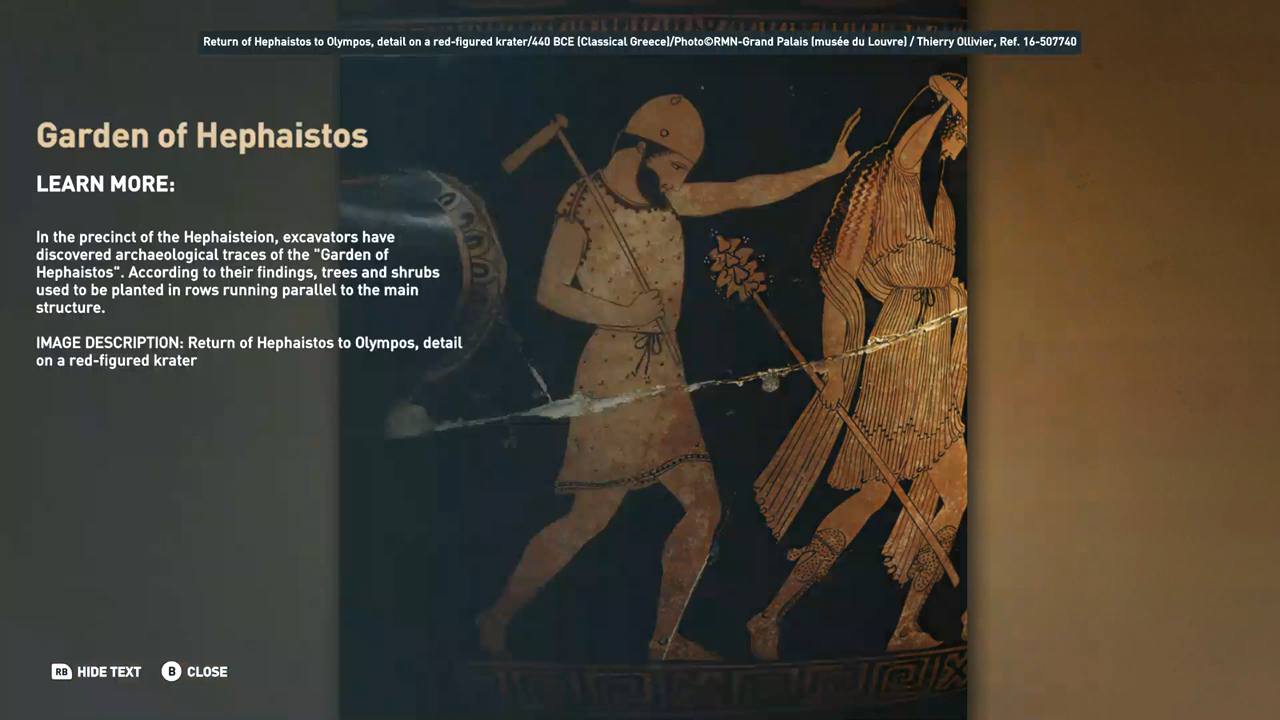 Return of Hephaistos to Olympos, detail on a red-figured krater/440 BCE (Classical Greece)/Photo©RMN-Grand Palais (musée du Louvre) / Thierry Ollivier, Ref. 16-507740
Garden of Hephaistos
LEARN MORE:
In the precinct of the Hephaisteion, excavators have
discovered archaeological traces of the "Garden of
Hephaistos". According to their findings, trees and shrubs
used to be planted in rows running parallel to the main
structure.
IMAGE DESCRIPTION: Return of Hephaistos to Olympos, detail
on a red-figured krater
RB HIDE TEXT B CLOSE